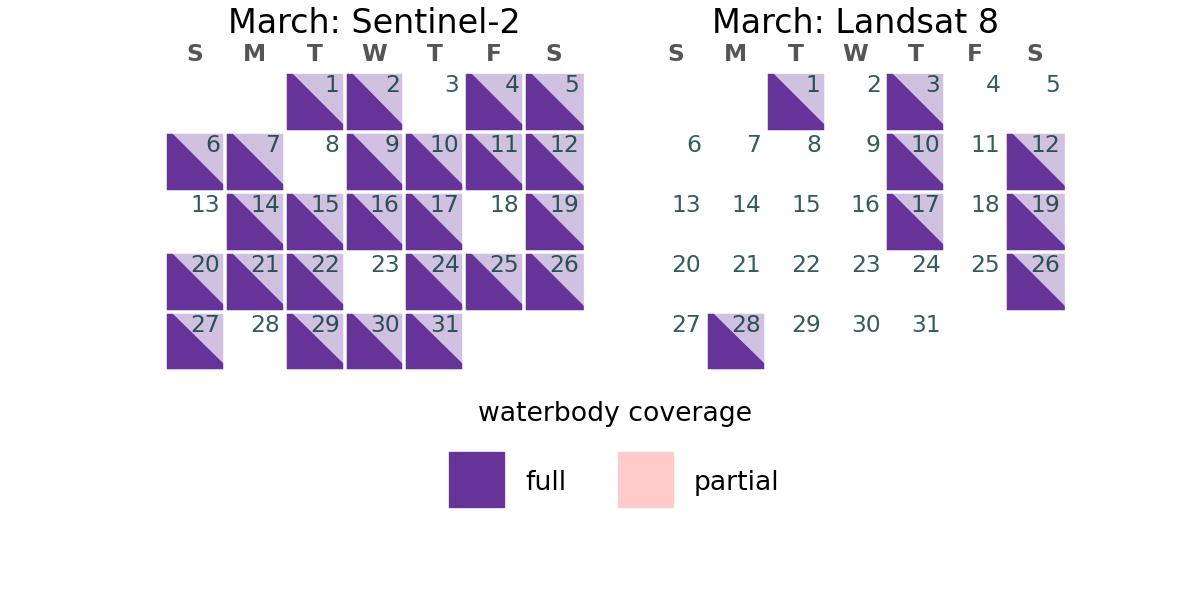 March: Sentinel-2
S M T W T F S
1 2 3 4 5
6 7 8 9 10 11 12
13 14 15 16 17 18 19
20 21 22 23 24 25 26
27 28 29 30 31
March: Landsat 8
S M T W T F S
1 2 3 4 5
6 7 8 9 10 11 12
13 14 15 16 17 18 19
20 21 22 23 24 25 26
27 28 29 30 31
waterbody coverage
full partial